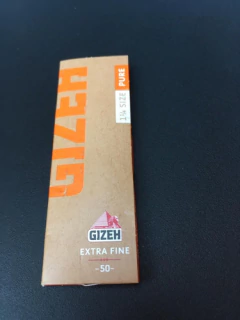 GIZEH
1¼ SIZE PURE
GIZEH
EXTRA FINE
-50-